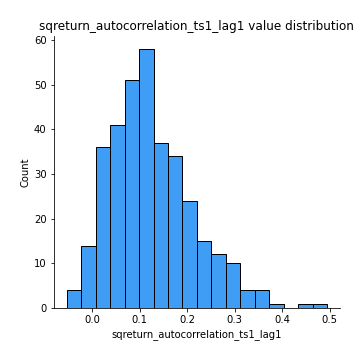 sqreturn_autocorrelation_ts1_lag1 value distribution
60
50
40
30
20
10
0
Count
0.0 0.1 0.2 0.3 0.4 0.5
sqreturn_autocorrelation_ts1_lag1